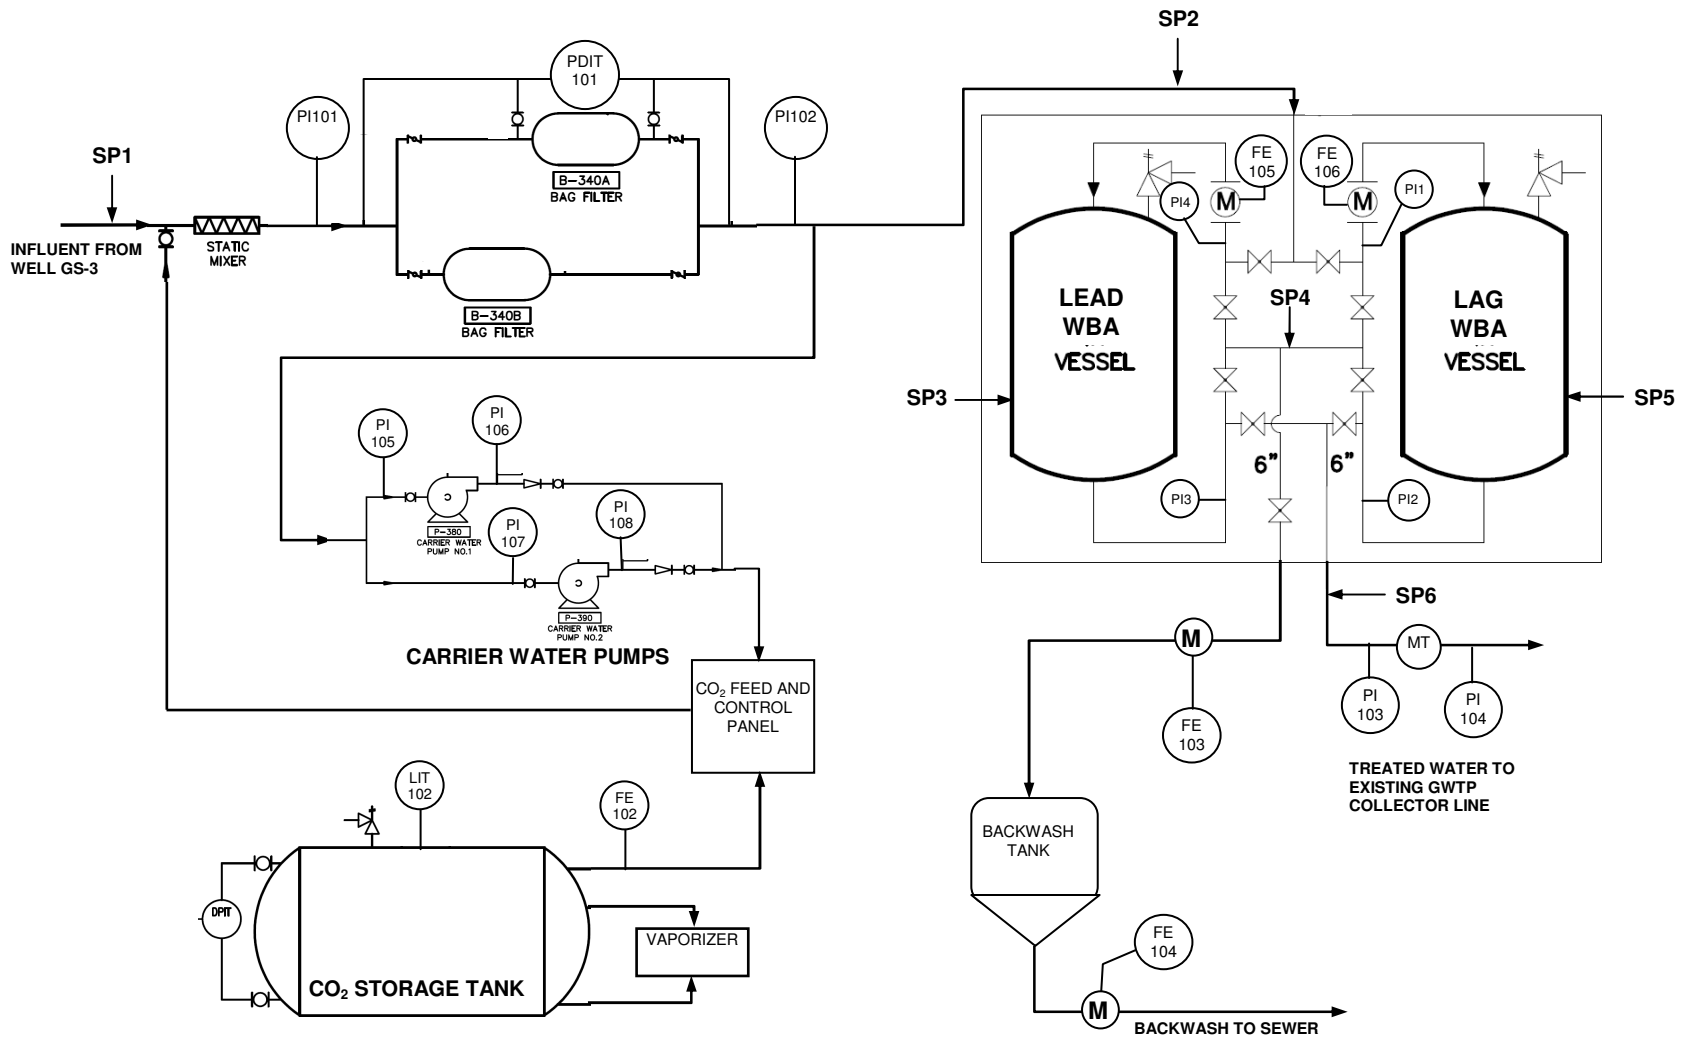 SP2
PDIT
101
PI101
PI102
SP1
B-340A
BAG FILTER
INFLUENT FROM
WELL GS-3
STATIC
MIXER
B-340B
BAG FILTER
FE
105
FE
106
PI4
PI1
M
M
LEAD
WBA
VESSEL
SP4
LAG
WBA
VESSEL
SP3
SP5
6”
6”
PI3
PI2
PI
105
PI
106
C
P-380
CARRIER WATER
PUMP NO.1
PI
107
PI
108
C
P-390
CARRIER WATER
PUMP NO.2
CARRIER WATER PUMPS
SP6
M
MT
FE
103
PI
103
PI
104
TREATED WATER TO
EXISTING GWTP
COLLECTOR LINE
CO2 FEED AND
CONTROL
PANEL
LIT
102
FE
102
DPIT
VAPORIZER
CO2 STORAGE TANK
BACKWASH
TANK
FE
104
M
BACKWASH TO SEWER